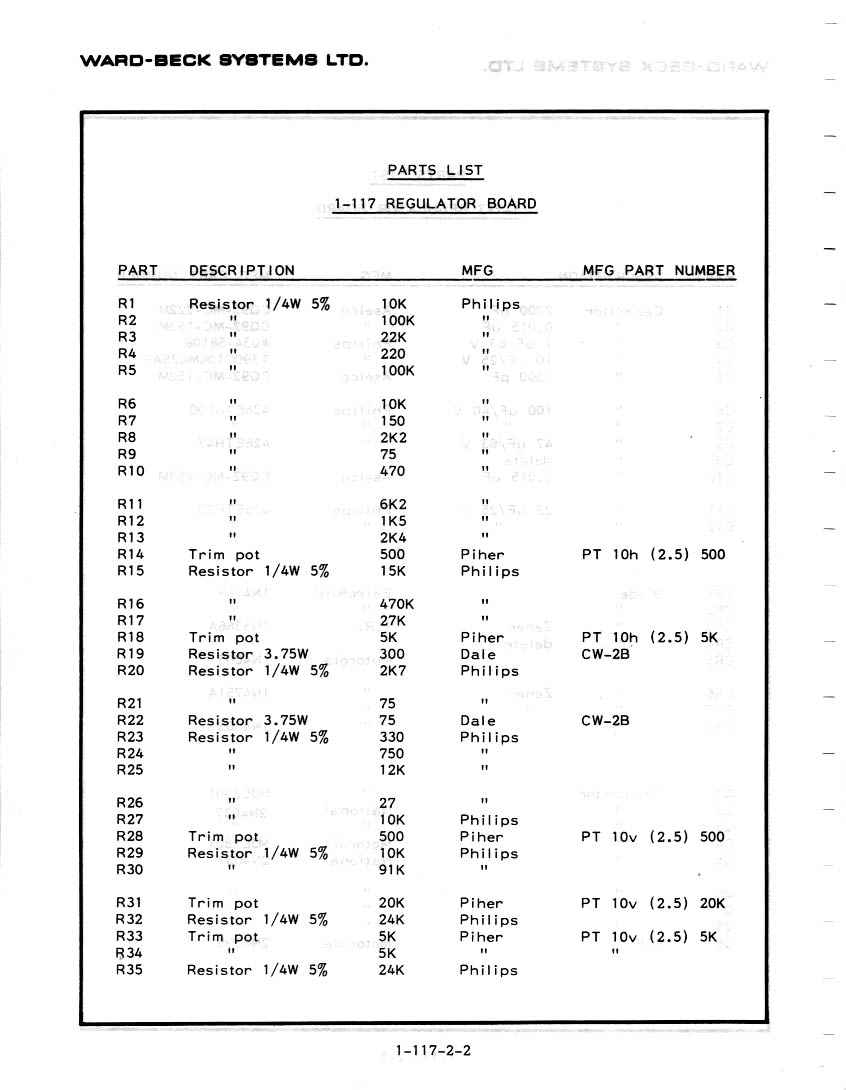 WARD-BECK SYSTEMS LTD.
PARTS LIST
1-117 REGULATOR BOARD
PART DESCRIPTION MFG MFG PART NUMBER
R1 Resistor 1/4W 5% 10K Philips
R2 " 100K "
R3 " 22K "
R4 " 220 "
R5 " 100K "
R6 " 10K "
R7 " 150 "
R8 " 2K2 "
R9 " 75 "
R10 " 470 "
R11 " 6K2 "
R12 " 1K5 "
R13 " 2K4 "
R14 Trim pot 500 Piher PT 10h (2.5) 500
R15 Resistor 1/4W 5% 15K Philips
R16 " 470K "
R17 " 27K "
R18 Trim pot 5K Piher PT 10h (2.5) 5K
R19 Resistor 3.75W 300 Dale CW-2B
R20 Resistor 1/4W 5% 2K7 Philips
R21 " 75 "
R22 Resistor 3.75W 75 Dale CW-2B
R23 Resistor 1/4W 5% 330 Philips
R24 " 750 "
R25 " 12K "
R26 " 27 "
R27 " 10K Philips
R28 Trim pot 500 Piher PT 10v (2.5) 500
R29 Resistor 1/4W 5% 10K Philips
R30 " 91K "
R31 Trim pot 20K Piher PT 10v (2.5) 20K
R32 Resistor 1/4W 5% 24K Philips
R33 Trim pot 5K Piher PT 10v (2.5) 5K
R34 " 5K " "
R35 Resistor 1/4W 5% 24K Philips
1-117-2-2